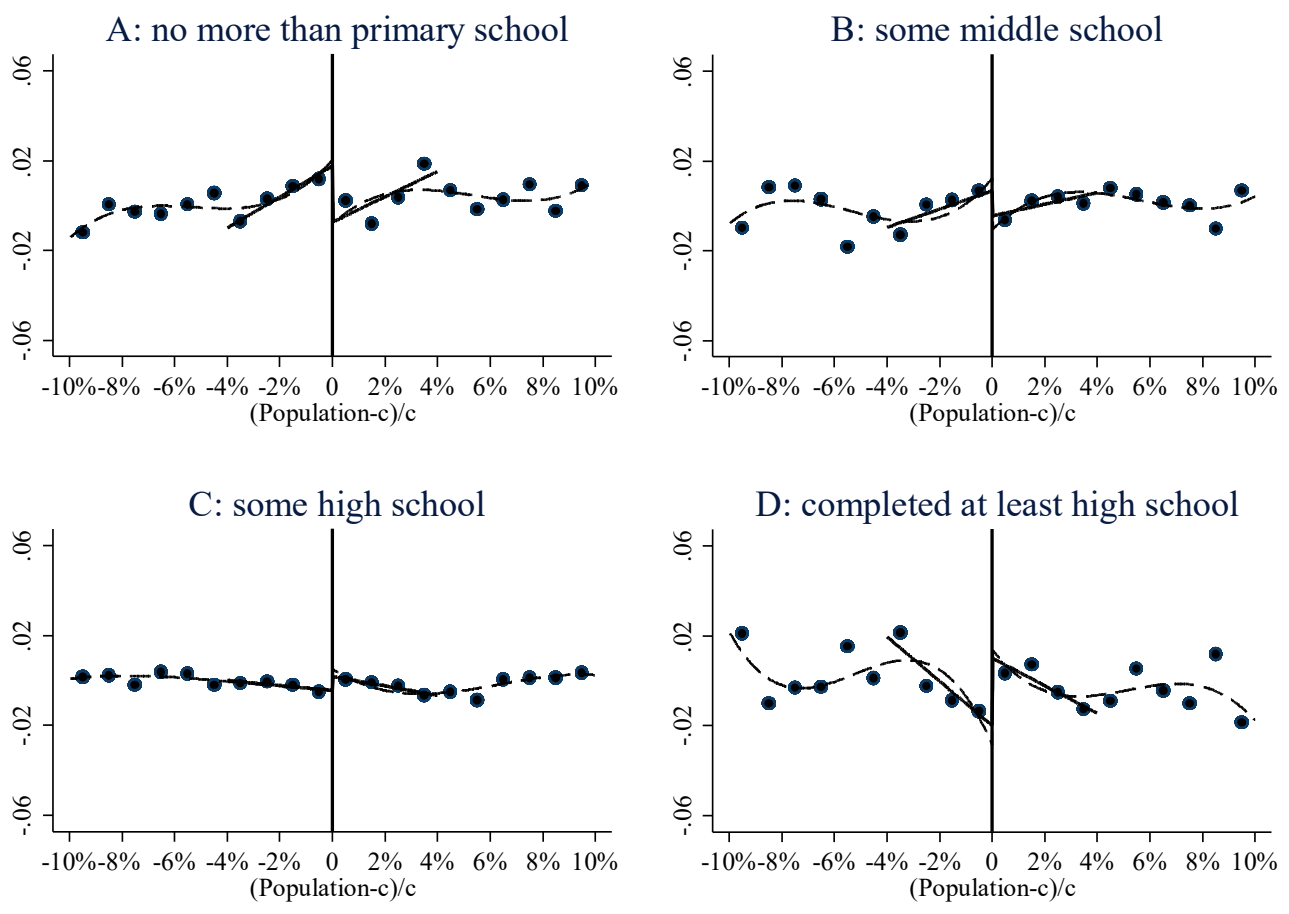 A: no more than primary school
.06
.02
-.02
-.06
-10% -8% -6% -4% -2% 0 2% 4% 6% 8% 10%
(Population-c)/c
B: some middle school
.06
.02
-.02
-.06
-10% -8% -6% -4% -2% 0 2% 4% 6% 8% 10%
(Population-c)/c
C: some high school
.06
.02
-.02
-.06
-10% -8% -6% -4% -2% 0 2% 4% 6% 8% 10%
(Population-c)/c
D: completed at least high school
.06
.02
-.02
-.06
-10% -8% -6% -4% -2% 0 2% 4% 6% 8% 10%
(Population-c)/c